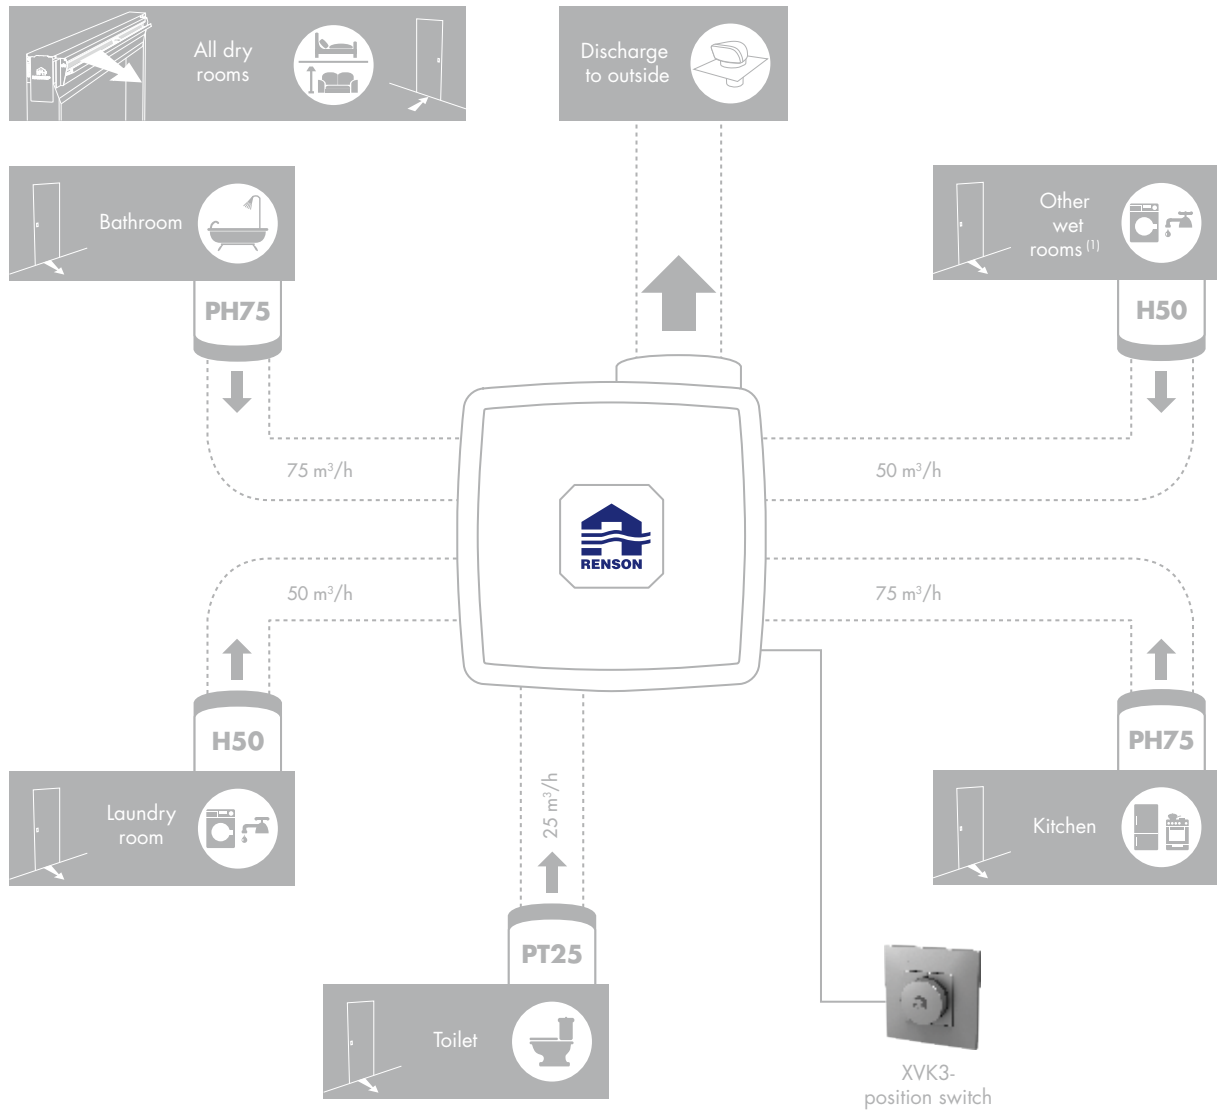 All dry
rooms
Discharge
to outside
Bathroom
Other
wet
rooms (1)
PH75
H50
75 m³/h
50 m³/h
RENSON
50 m³/h
75 m³/h
H50
PH75
Laundry
room
25 m³/h
Kitchen
PT25
Toilet
XVK3-
position switch